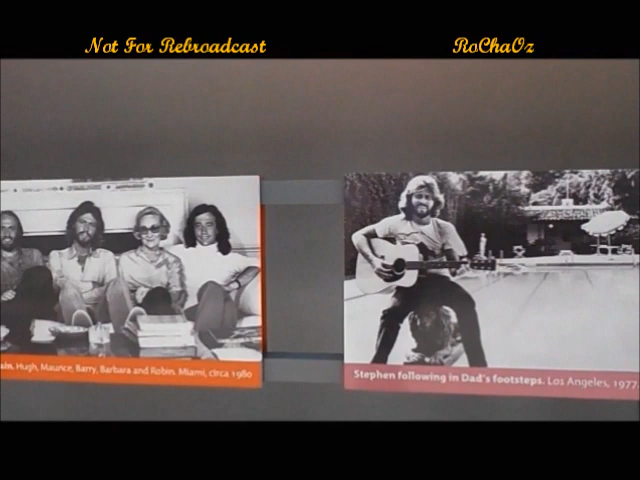 Not For Rebroadcast
RoChaOz
ain. Hugh, Maurice, Barry, Barbara and Robin. Miami, circa 1980
Stephen following in Dad's footsteps. Los Angeles, 1977.